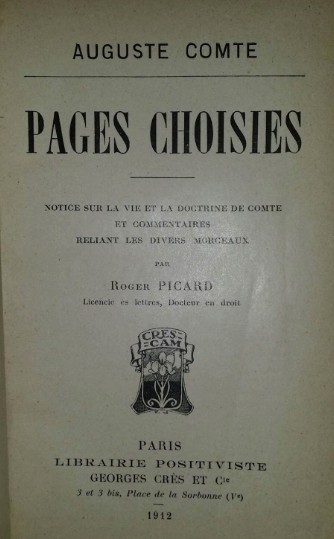 AUGUSTE COMTE
PAGES CHOISIES
NOTICE SUR LA VIE ET LA DOCTRINE DE COMTE
ET COMMENTAIRES
RELIANT LES DIVERS MORCEAUX
PAR
ROGER PICARD
Licencié es lettres, Docteur en droit
CRES-
CAM
PARIS
LIBRAIRIE POSITIVISTE
GEORGES CRÈS ET Cie
3 et 3 bis, Place de la Sorbonne (Ve)
1912